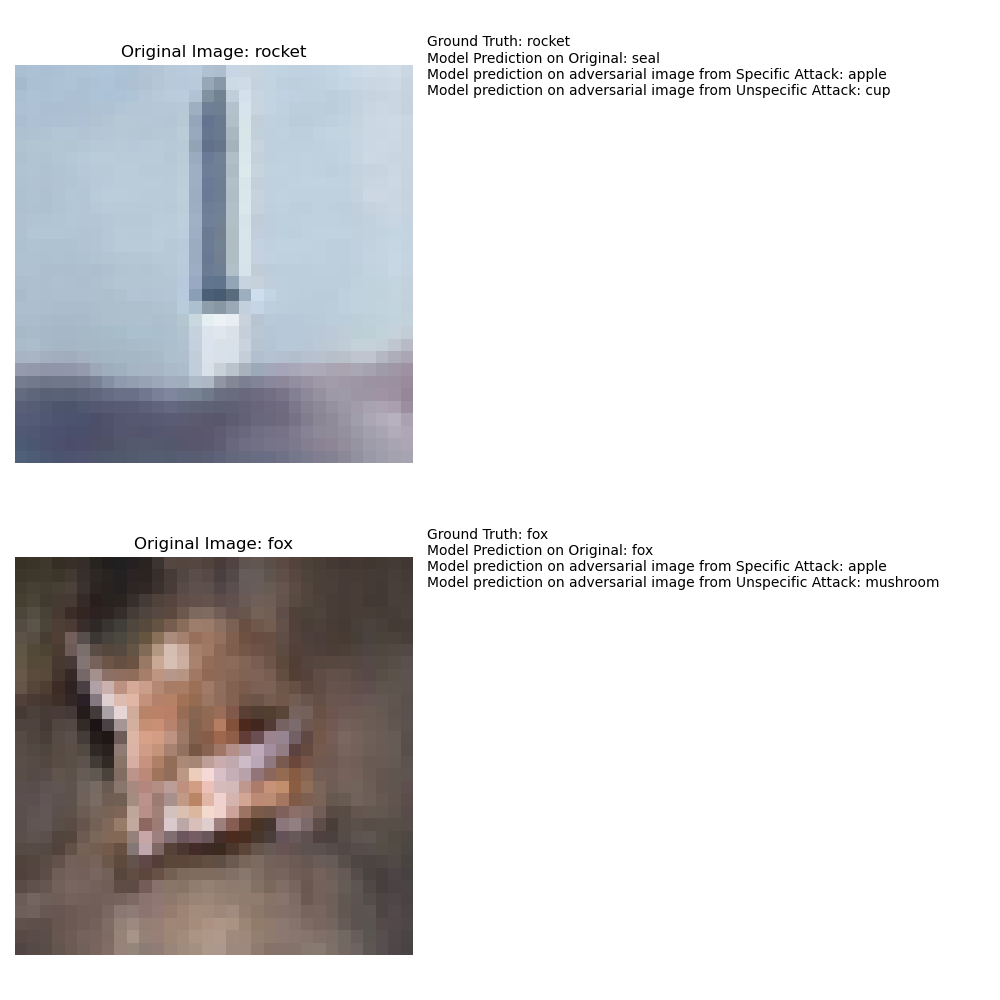 Original Image: rocket
Ground Truth: rocket
Model Prediction on Original: seal
Model prediction on adversarial image from Specific Attack: apple
Model prediction on adversarial image from Unspecific Attack: cup
Original Image: fox
Ground Truth: fox
Model Prediction on Original: fox
Model prediction on adversarial image from Specific Attack: apple
Model prediction on adversarial image from Unspecific Attack: mushroom